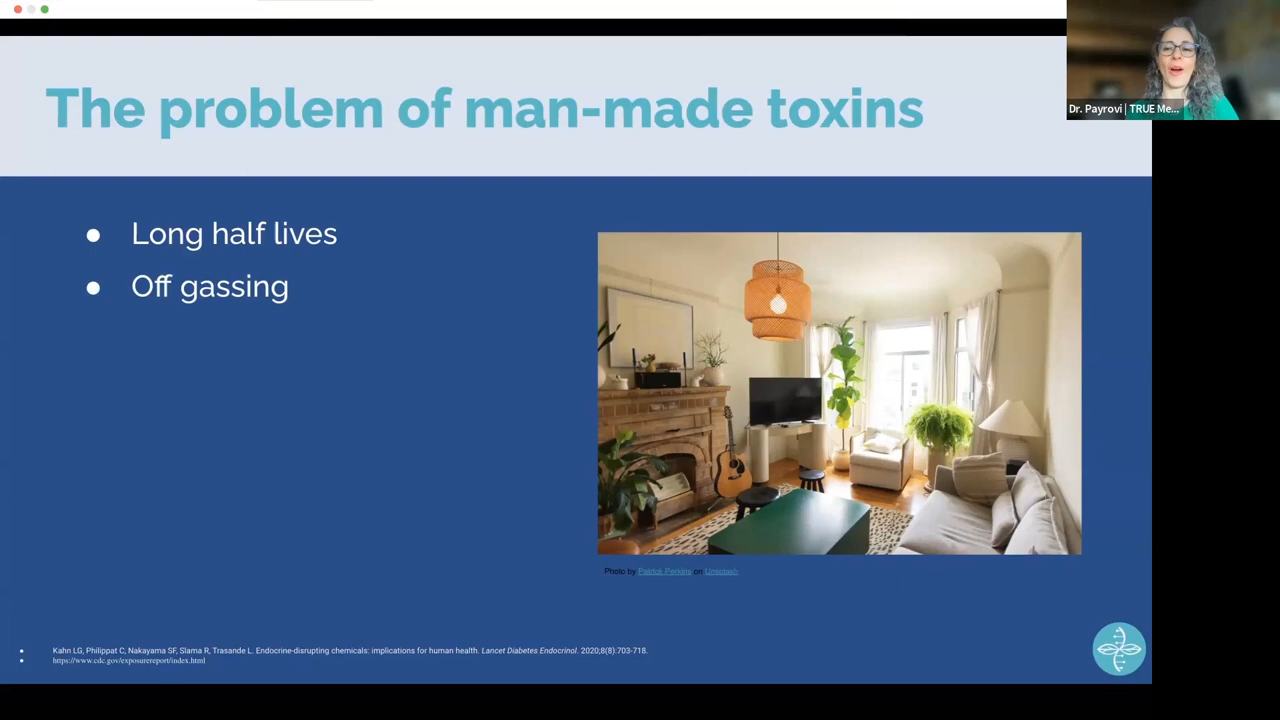 The problem of man-made toxins
Dr. Payrovi | TRUE Me...
● Long half lives
● Off gassing
Photo by Patrick Perkins on Unsplash
● Kahn LG, Philippat C, Nakayama SF, Slama R, Trasande L. Endocrine-disrupting chemicals: implications for human health. Lancet Diabetes Endocrinol. 2020;8(8):703-718.
● https://www.cdc.gov/exposurereport/index.html